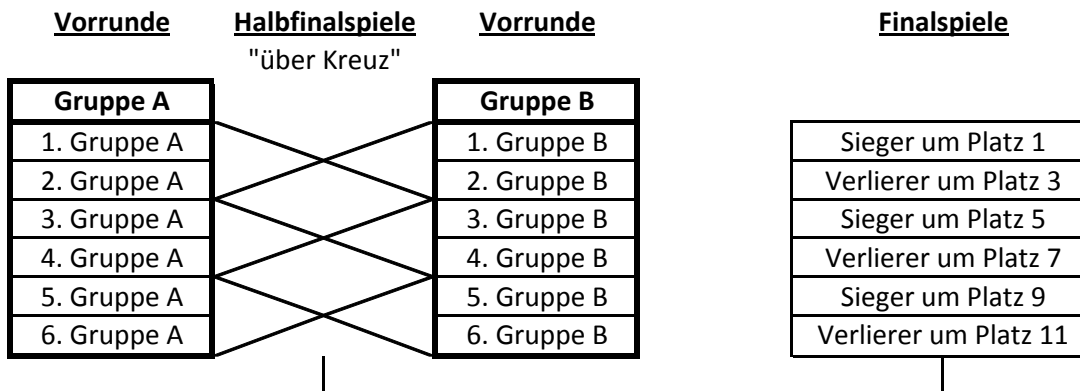 Vorrunde Halbfinalspiele Vorrunde Finalspiele
"über Kreuz"
Gruppe A Gruppe B
1. Gruppe A 1. Gruppe B Sieger um Platz 1
2. Gruppe A 2. Gruppe B Verlierer um Platz 3
3. Gruppe A 3. Gruppe B Sieger um Platz 5
4. Gruppe A 4. Gruppe B Verlierer um Platz 7
5. Gruppe A 5. Gruppe B Sieger um Platz 9
6. Gruppe A 6. Gruppe B Verlierer um Platz 11